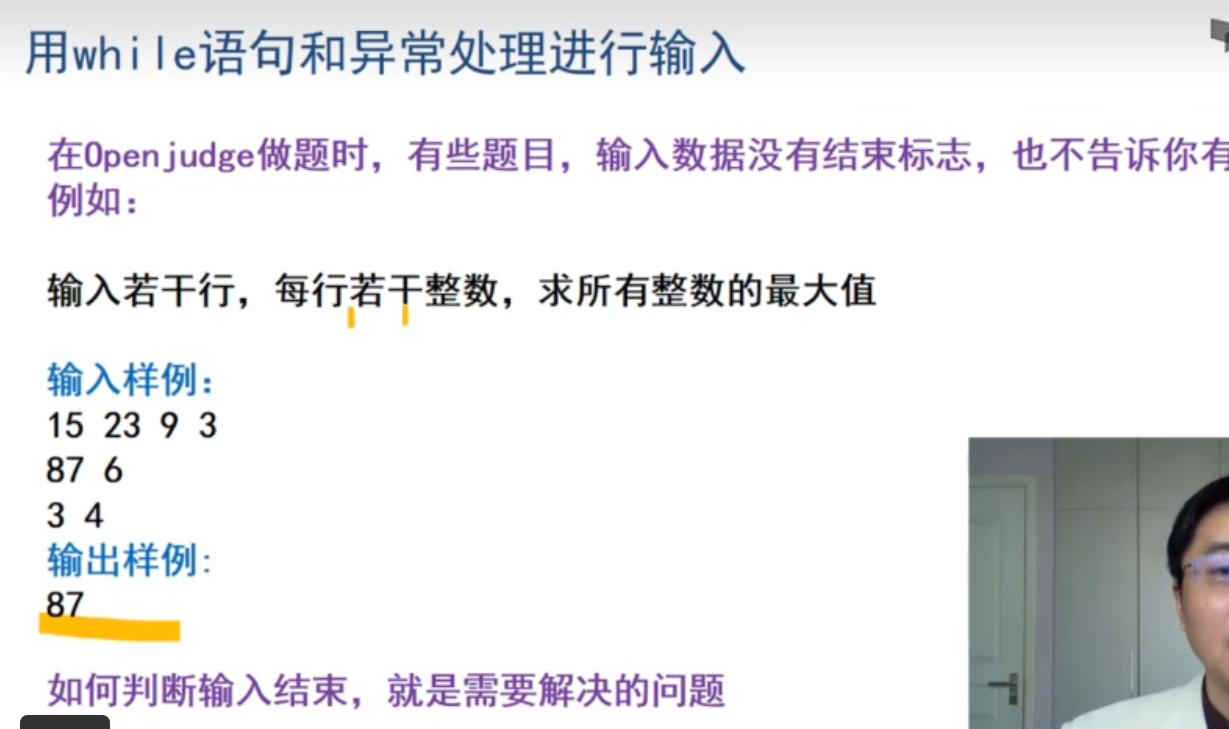 用while语句和异常处理进行输入
在Openjudge做题时，有些题目，输入数据没有结束标志，也不告诉你有
例如：
输入若干行，每行若干整数，求所有整数的最大值
输入样例：
15 23 9 3
87 6
3 4
输出样例：
87
如何判断输入结束，就是需要解决的问题